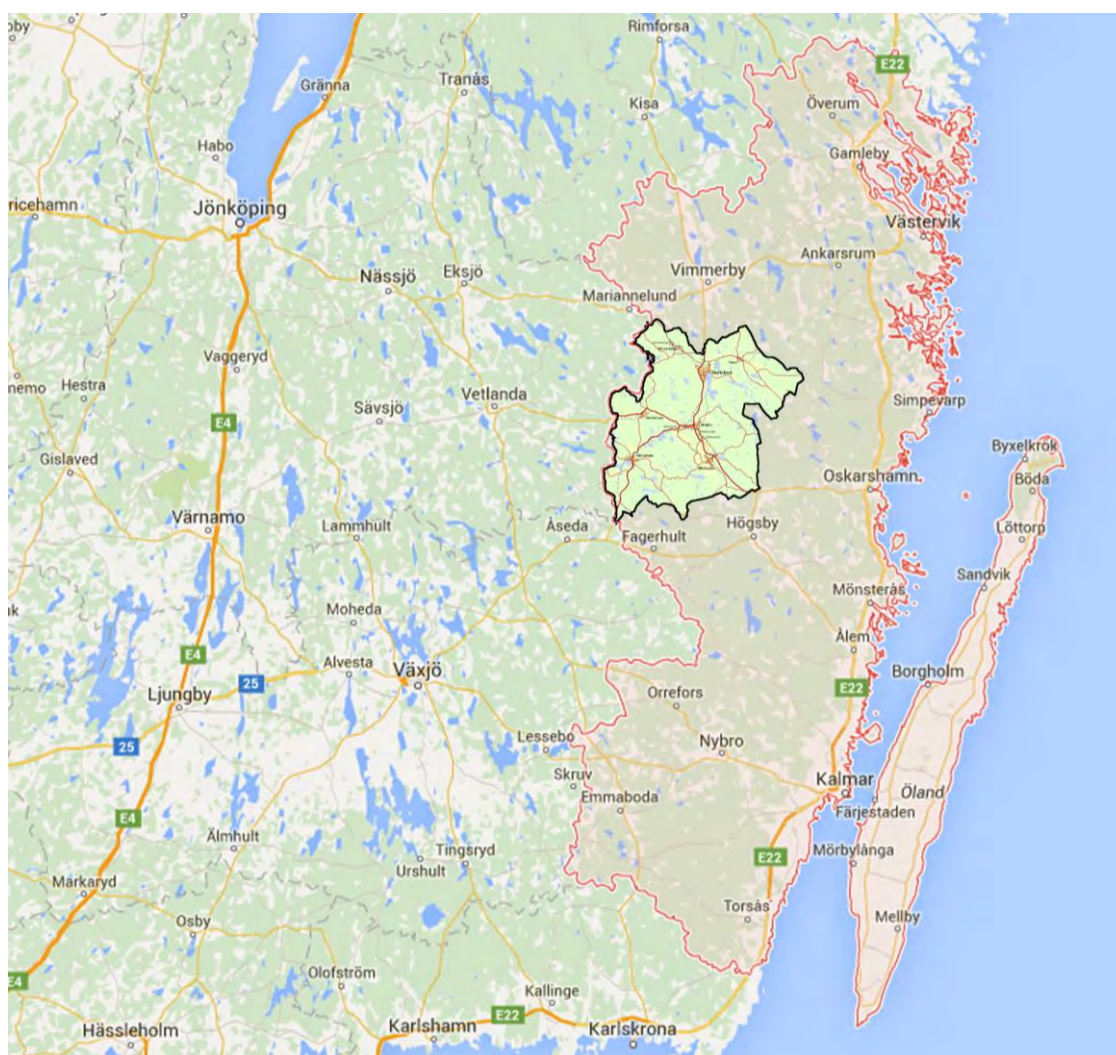 oby
Rimforsa
E22
Gränna
Tranås
Kisa
Överum
Habo
Gamleby
ricehamn
Jönköping
Västervik
Ankarsrum
Nässjö
Eksjö
Vimmerby
Mariannelund
Vaggeryd
nemo
Hestra
Vetlanda
Sävsjö
Simpevarp
E4
Byxelkrok
Gislaved
Oskarshamn
Böda
Värnamo
Lammhult
Åseda
Högsby
Fagerhult
Löttorp
Sandvik
Mönsterås
Moheda
Ålem
E4
Alvesta
Växjö
Borgholm
25
Ljungby
E22
Orrefors
25
Lessebo
Nybro
Skruv
Kalmar
Emmaboda
Öland
Färjestaden
E4
Älmhult
Tingsryd
Urshult
E22
Mörbylånga
Markaryd
Osby
Torsås
Mellby
Olofström
E4
Kallinge
E22
Hässleholm
Karlshamn
Karlskrona